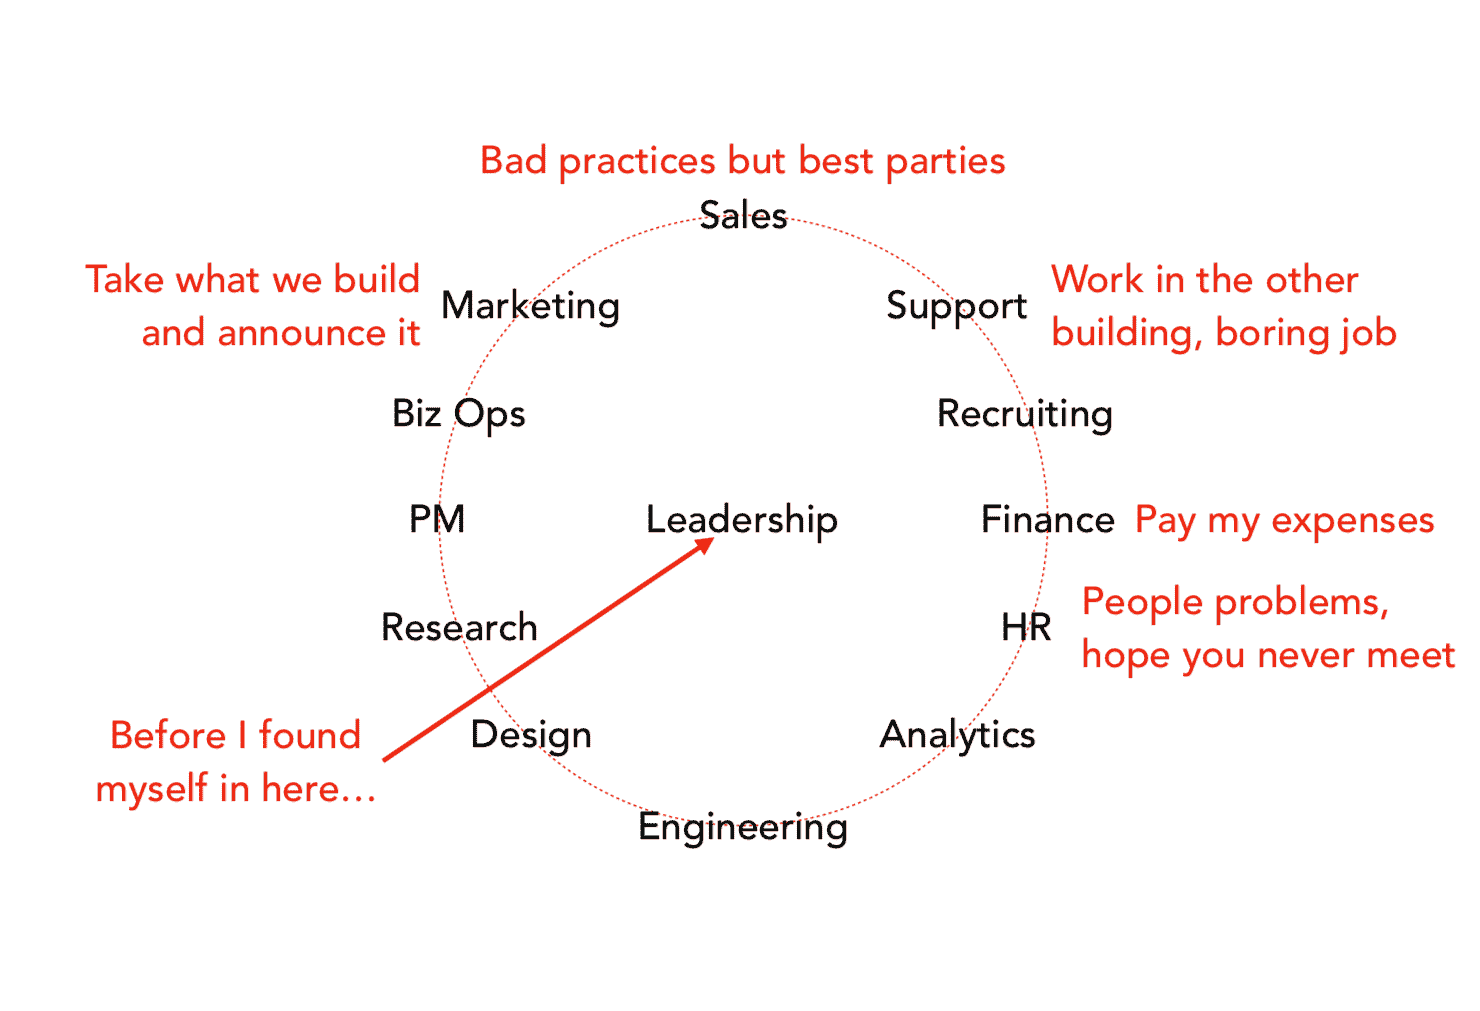 Bad practices but best parties
Sales
Take what we build
and announce it
Marketing
Support
Work in the other
building, boring job
Biz Ops
Recruiting
PM
Leadership
Finance
Pay my expenses
Research
HR
People problems,
hope you never meet
Before I found
myself in here…
Design
Analytics
Engineering